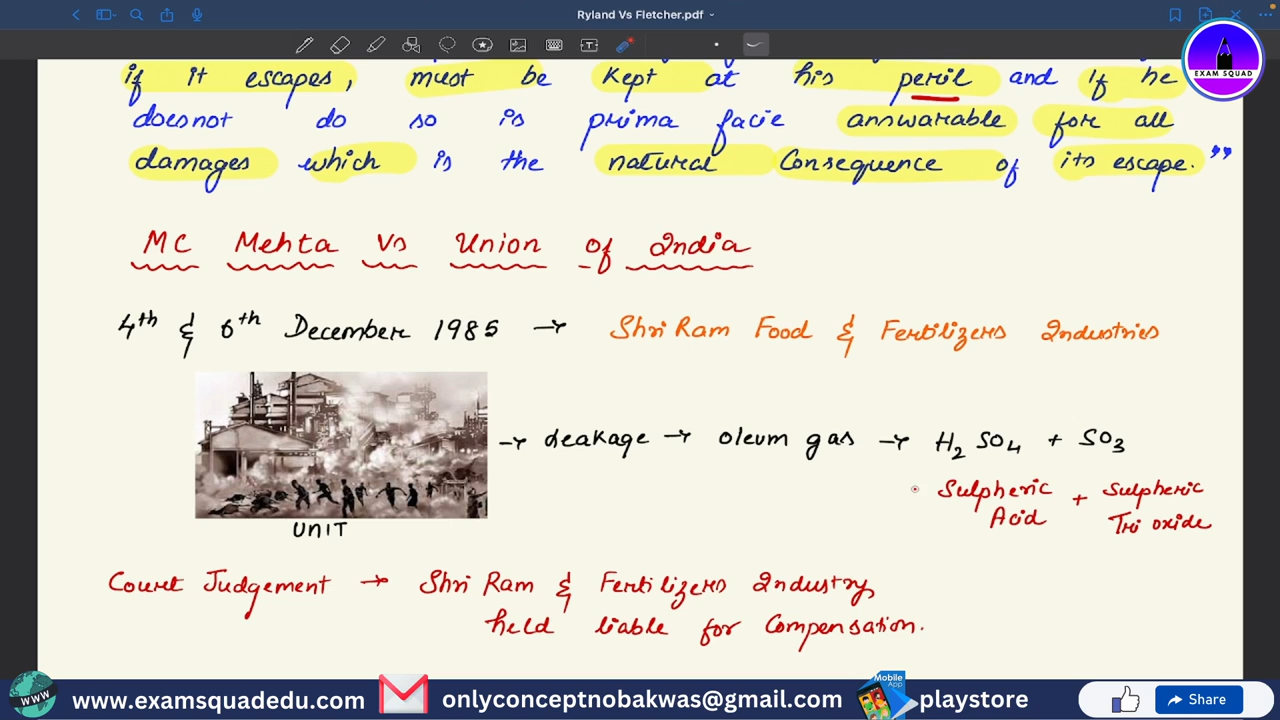 Ryland Vs Fletcher.pdf
EXAM SQUAD
if it escapes, must be kept at his peril and if he
doesnot do so is prima facie answarable for all
damages which is the natural Consequence of its escape.”
MC Mehta Vs Union of India
4th & 6th December 1985 → Shri Ram Food & Fertilizers Industries
→ Leakage → Oleum gas → H2SO4 + SO3
Sulpheric Acid + Sulpheric Tri oxide
UNIT
Court Judgement → Shri Ram & Fertilizers Industry
held liable for Compensation.
WWW www.examsquadedu.com onlyconceptnobakwas@gmail.com Mobile App playstore Share